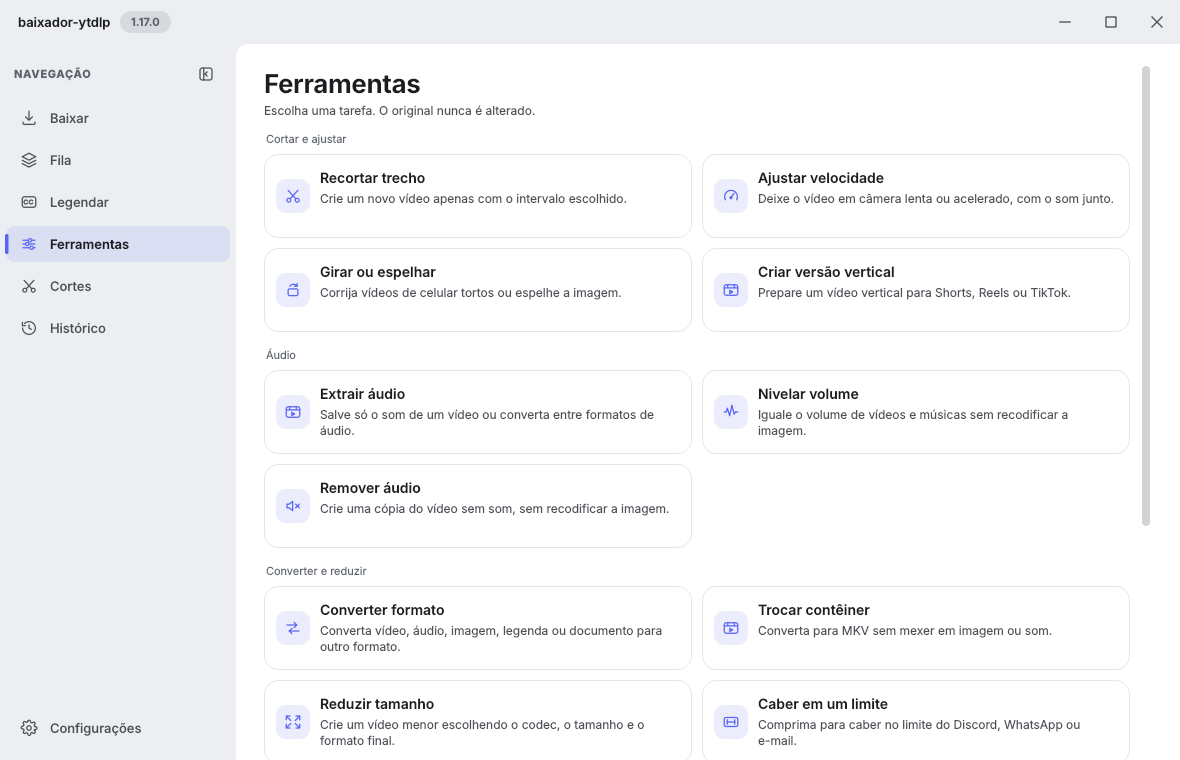 baixador-ytdlp 1.17.0
NAVEGAÇÃO
Baixar
Fila
Legendar
Ferramentas
Cortes
Histórico
Configurações
Ferramentas
Escolha uma tarefa. O original nunca é alterado.
Cortar e ajustar
Recortar trecho
Crie um novo vídeo apenas com o intervalo escolhido.
Ajustar velocidade
Deixe o vídeo em câmera lenta ou acelerado, com o som junto.
Girar ou espelhar
Corrija vídeos de celular tortos ou espelhe a imagem.
Criar versão vertical
Prepare um vídeo vertical para Shorts, Reels ou TikTok.
Áudio
Extrair áudio
Salve só o som de um vídeo ou converta entre formatos de
áudio.
Nivelar volume
Iguale o volume de vídeos e músicas sem recodificar a
imagem.
Remover áudio
Crie uma cópia do vídeo sem som, sem recodificar a imagem.
Converter e reduzir
Converter formato
Converta vídeo, áudio, imagem, legenda ou documento para
outro formato.
Trocar contêiner
Converta para MKV sem mexer em imagem ou som.
Reduzir tamanho
Crie um vídeo menor escolhendo o codec, o tamanho e o
formato final.
Caber em um limite
Comprima para caber no limite do Discord, WhatsApp ou
e-mail.